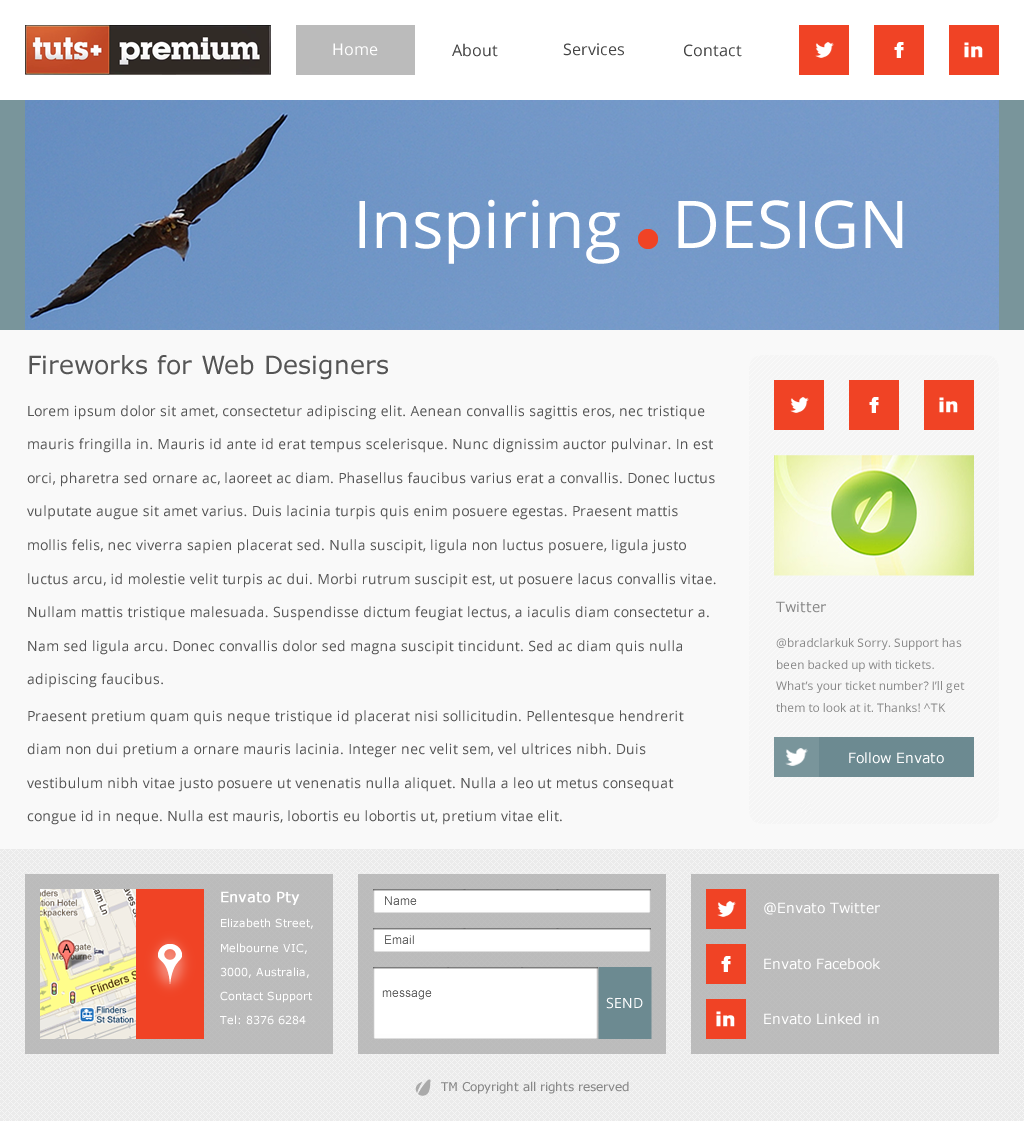 tuts+ premium
Home About Services Contact
Inspiring DESIGN
Fireworks for Web Designers
Lorem ipsum dolor sit amet, consectetur adipiscing elit. Aenean convallis sagittis eros, nec tristique
mauris fringilla in. Mauris id ante id erat tempus scelerisque. Nunc dignissim auctor pulvinar. In est
orci, pharetra sed ornare ac, laoreet ac diam. Phasellus faucibus varius erat a convallis. Donec luctus
vulputate augue sit amet varius. Duis lacinia turpis quis enim posuere egestas. Praesent mattis
mollis felis, nec viverra sapien placerat sed. Nulla suscipit, ligula non luctus posuere, ligula justo
luctus arcu, id molestie velit turpis ac dui. Morbi rutrum suscipit est, ut posuere lacus convallis vitae.
Nullam mattis tristique malesuada. Suspendisse dictum feugiat lectus, a iaculis diam consectetur a.
Nam sed ligula arcu. Donec convallis dolor sed magna suscipit tincidunt. Sed ac diam quis nulla
adipiscing faucibus.
Praesent pretium quam quis neque tristique id placerat nisi sollicitudin. Pellentesque hendrerit
diam non dui pretium a ornare mauris lacinia. Integer nec velit sem, vel ultrices nibh. Duis
vestibulum nibh vitae justo posuere ut venenatis nulla aliquet. Nulla a leo ut metus consequat
congue id in neque. Nulla est mauris, lobortis eu lobortis ut, pretium vitae elit.
Twitter
@bradclarkuk Sorry. Support has
been backed up with tickets.
What's your ticket number? I'll get
them to look at it. Thanks! ^TK
Follow Envato
ders
tion Hotel
ckpackers
A
Flinders S
Flinders
St Station
Envato Pty
Elizabeth Street,
Melbourne VIC,
3000, Australia,
Contact Support
Tel: 8376 6284
Name
Email
message
SEND
@Envato Twitter
Envato Facebook
Envato Linked in
TM Copyright all rights reserved